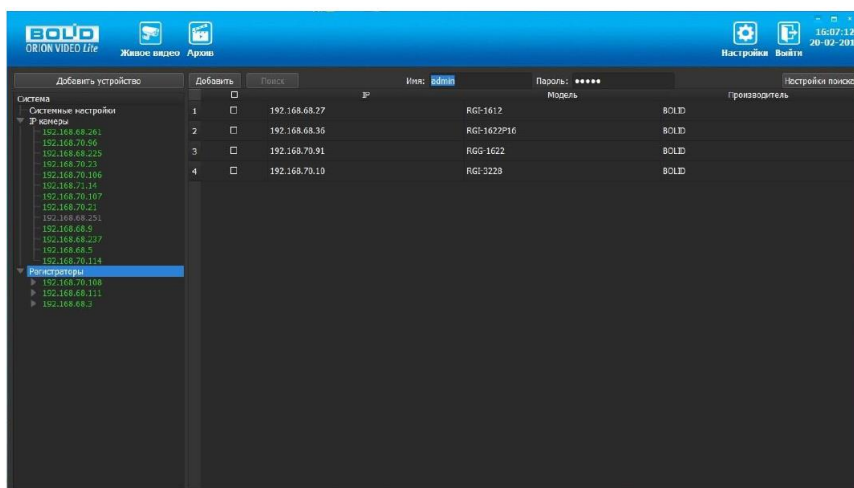 BOLID
ORION VIDEO Lite
Живое видео
Архив
Настройки
Выйти
16:07:12
20-02-201
Добавить устройство
Добавить
Поиск
Имя: admin
Пароль: •••••
Настройки поиска
Система
Системные настройки
IP камеры
192.168.68.261
192.168.70.96
192.168.68.225
192.168.70.23
192.168.70.106
192.168.71.14
192.168.70.107
192.168.70.21
192.168.68.251
192.168.68.9
192.168.68.237
192.168.68.5
192.168.70.114
Регистраторы
192.168.70.108
192.168.68.111
192.168.68.3
IP Модель Производитель
1 192.168.68.27 RGI-1612 BOLID
2 192.168.68.36 RGI-1622P16 BOLID
3 192.168.70.91 RGG-1622 BOLID
4 192.168.70.10 RGI-3228 BOLID